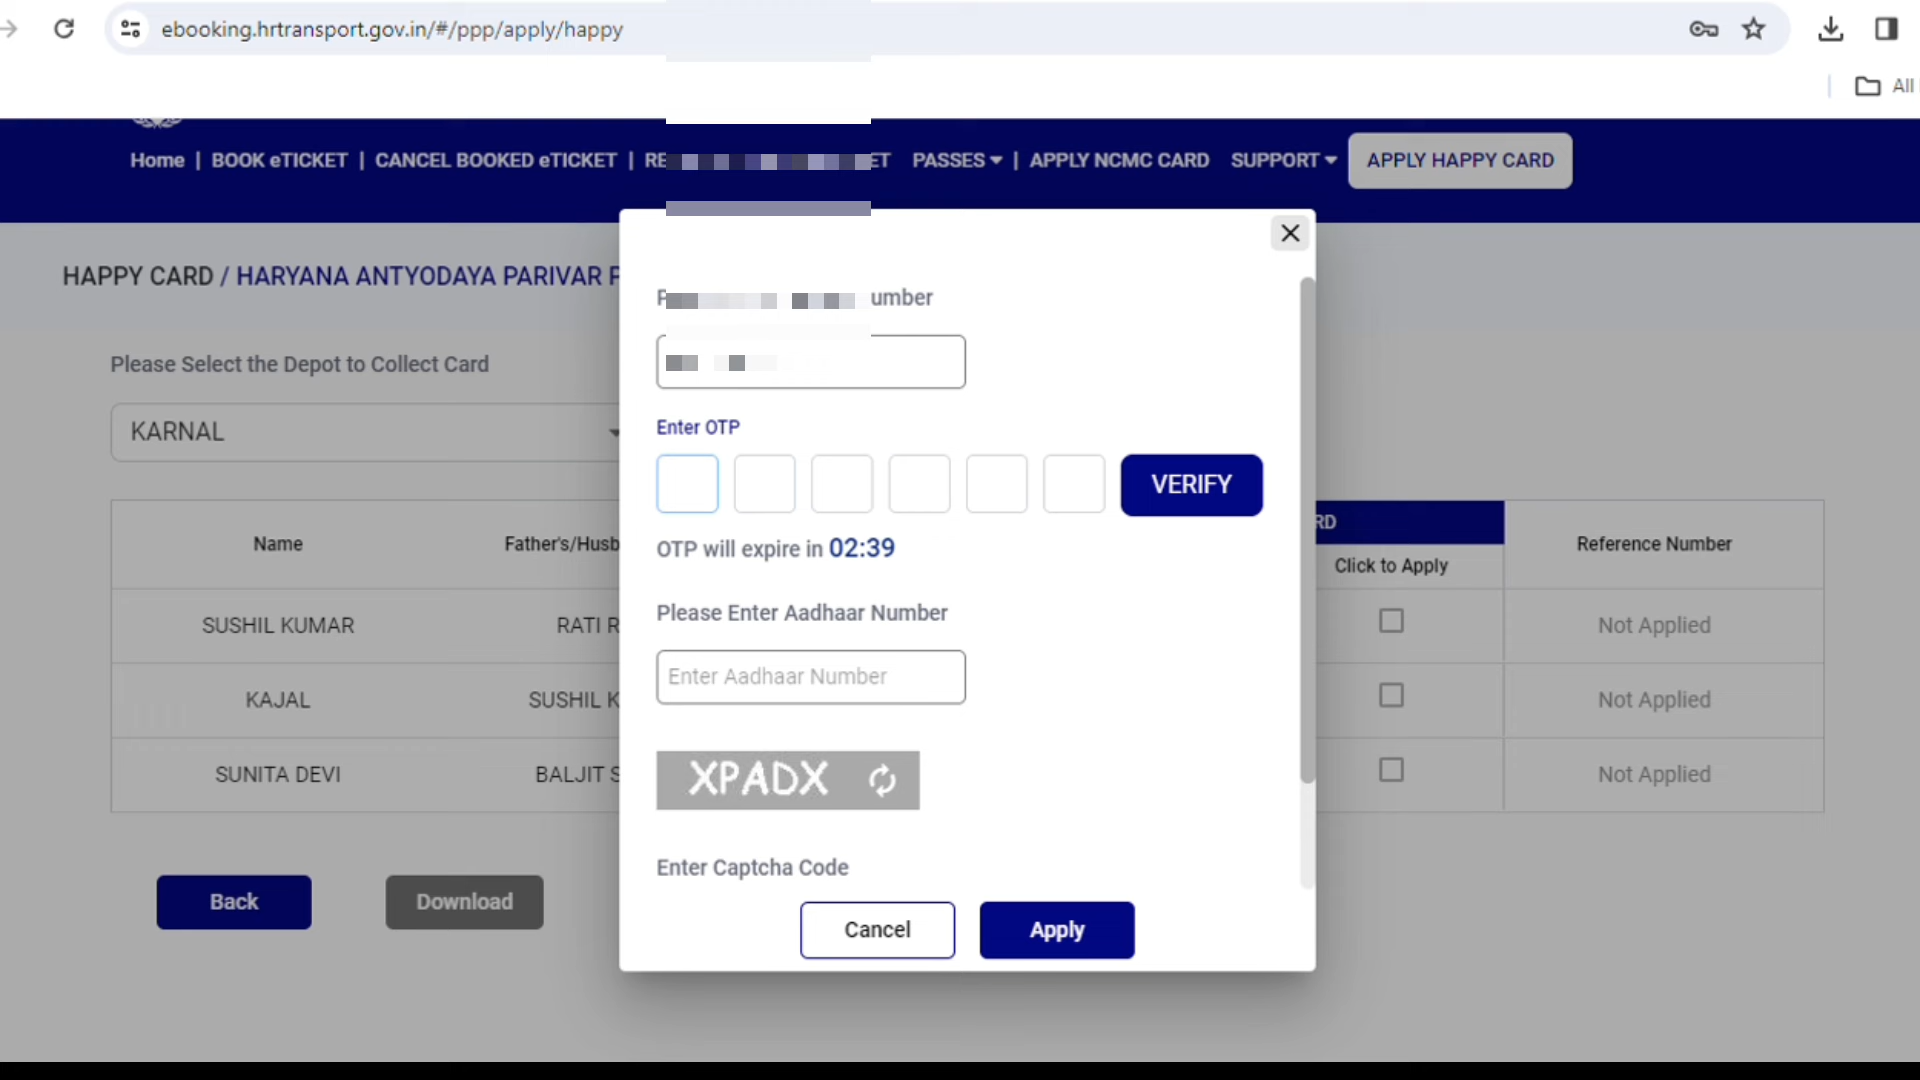 ebooking.hrtransport.gov.in/#/ppp/apply/happy
All
Home | BOOK eTICKET | CANCEL BOOKED eTICKET | PASSES | APPLY NCMC CARD SUPPORT APPLY HAPPY CARD
HAPPY CARD / HARYANA ANTYODAYA PARIVAR
Please Select the Depot to Collect Card
KARNAL
Name Father's/Husb Click to Apply Reference Number
SUSHIL KUMAR RATI R Not Applied
KAJAL SUSHIL K Not Applied
SUNITA DEVI BALJIT S Not Applied
Back Download
umber
Enter OTP
VERIFY
OTP will expire in 02:39
Please Enter Aadhaar Number
Enter Aadhaar Number
XPADX
Enter Captcha Code
Cancel Apply